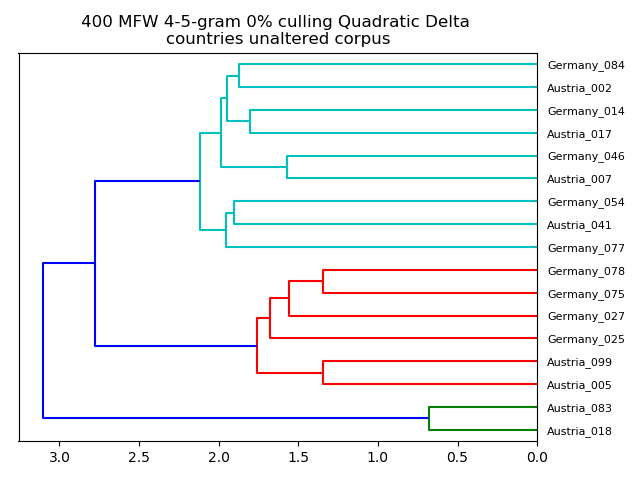 400 MFW 4-5-gram 0% culling Quadratic Delta
countries unaltered corpus
Germany_084
Austria_002
Germany_014
Austria_017
Germany_046
Austria_007
Germany_054
Austria_041
Germany_077
Germany_078
Germany_075
Germany_027
Germany_025
Austria_099
Austria_005
Austria_083
Austria_018
3.0 2.5 2.0 1.5 1.0 0.5 0.0